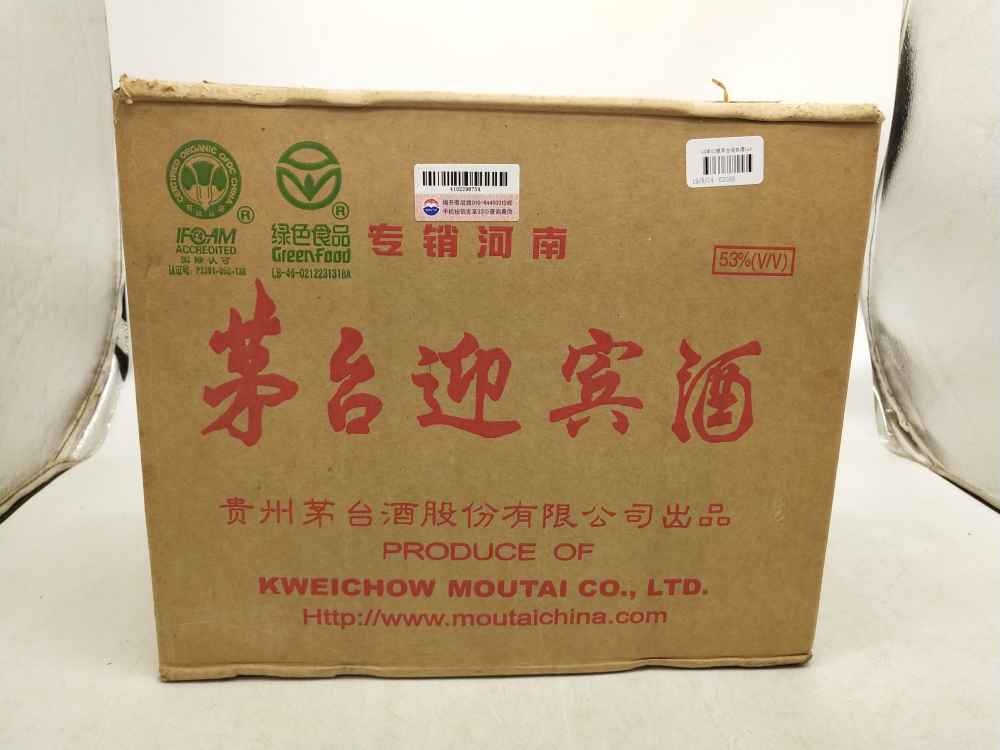 CERTIFIED ORGANIC OFDC CHINA
®
IFOAM
ACCREDITED
国际认可
®
绿色食品
GreenFood
LB-46-0212231318A
专销河南
53%(V/V)
茅台迎宾酒
贵州茅台酒股份有限公司出品
PRODUCE OF
KWEICHOW MOUTAI CO., LTD.
Http://www.moutaichina.com